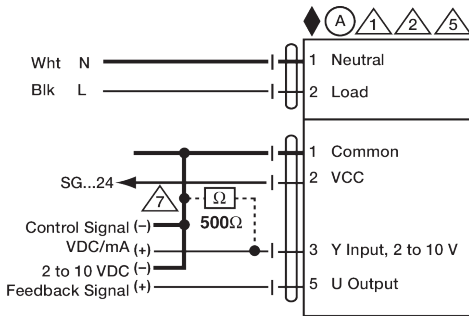 A 1 2 5
Wht N 1 Neutral
Blk L 2 Load
1 Common
SG...24 2 VCC
7 Ω
Control Signal (–) 500Ω
VDC/mA (+) 3 Y Input, 2 to 10 V
2 to 10 VDC (–)
Feedback Signal (+) 5 U Output